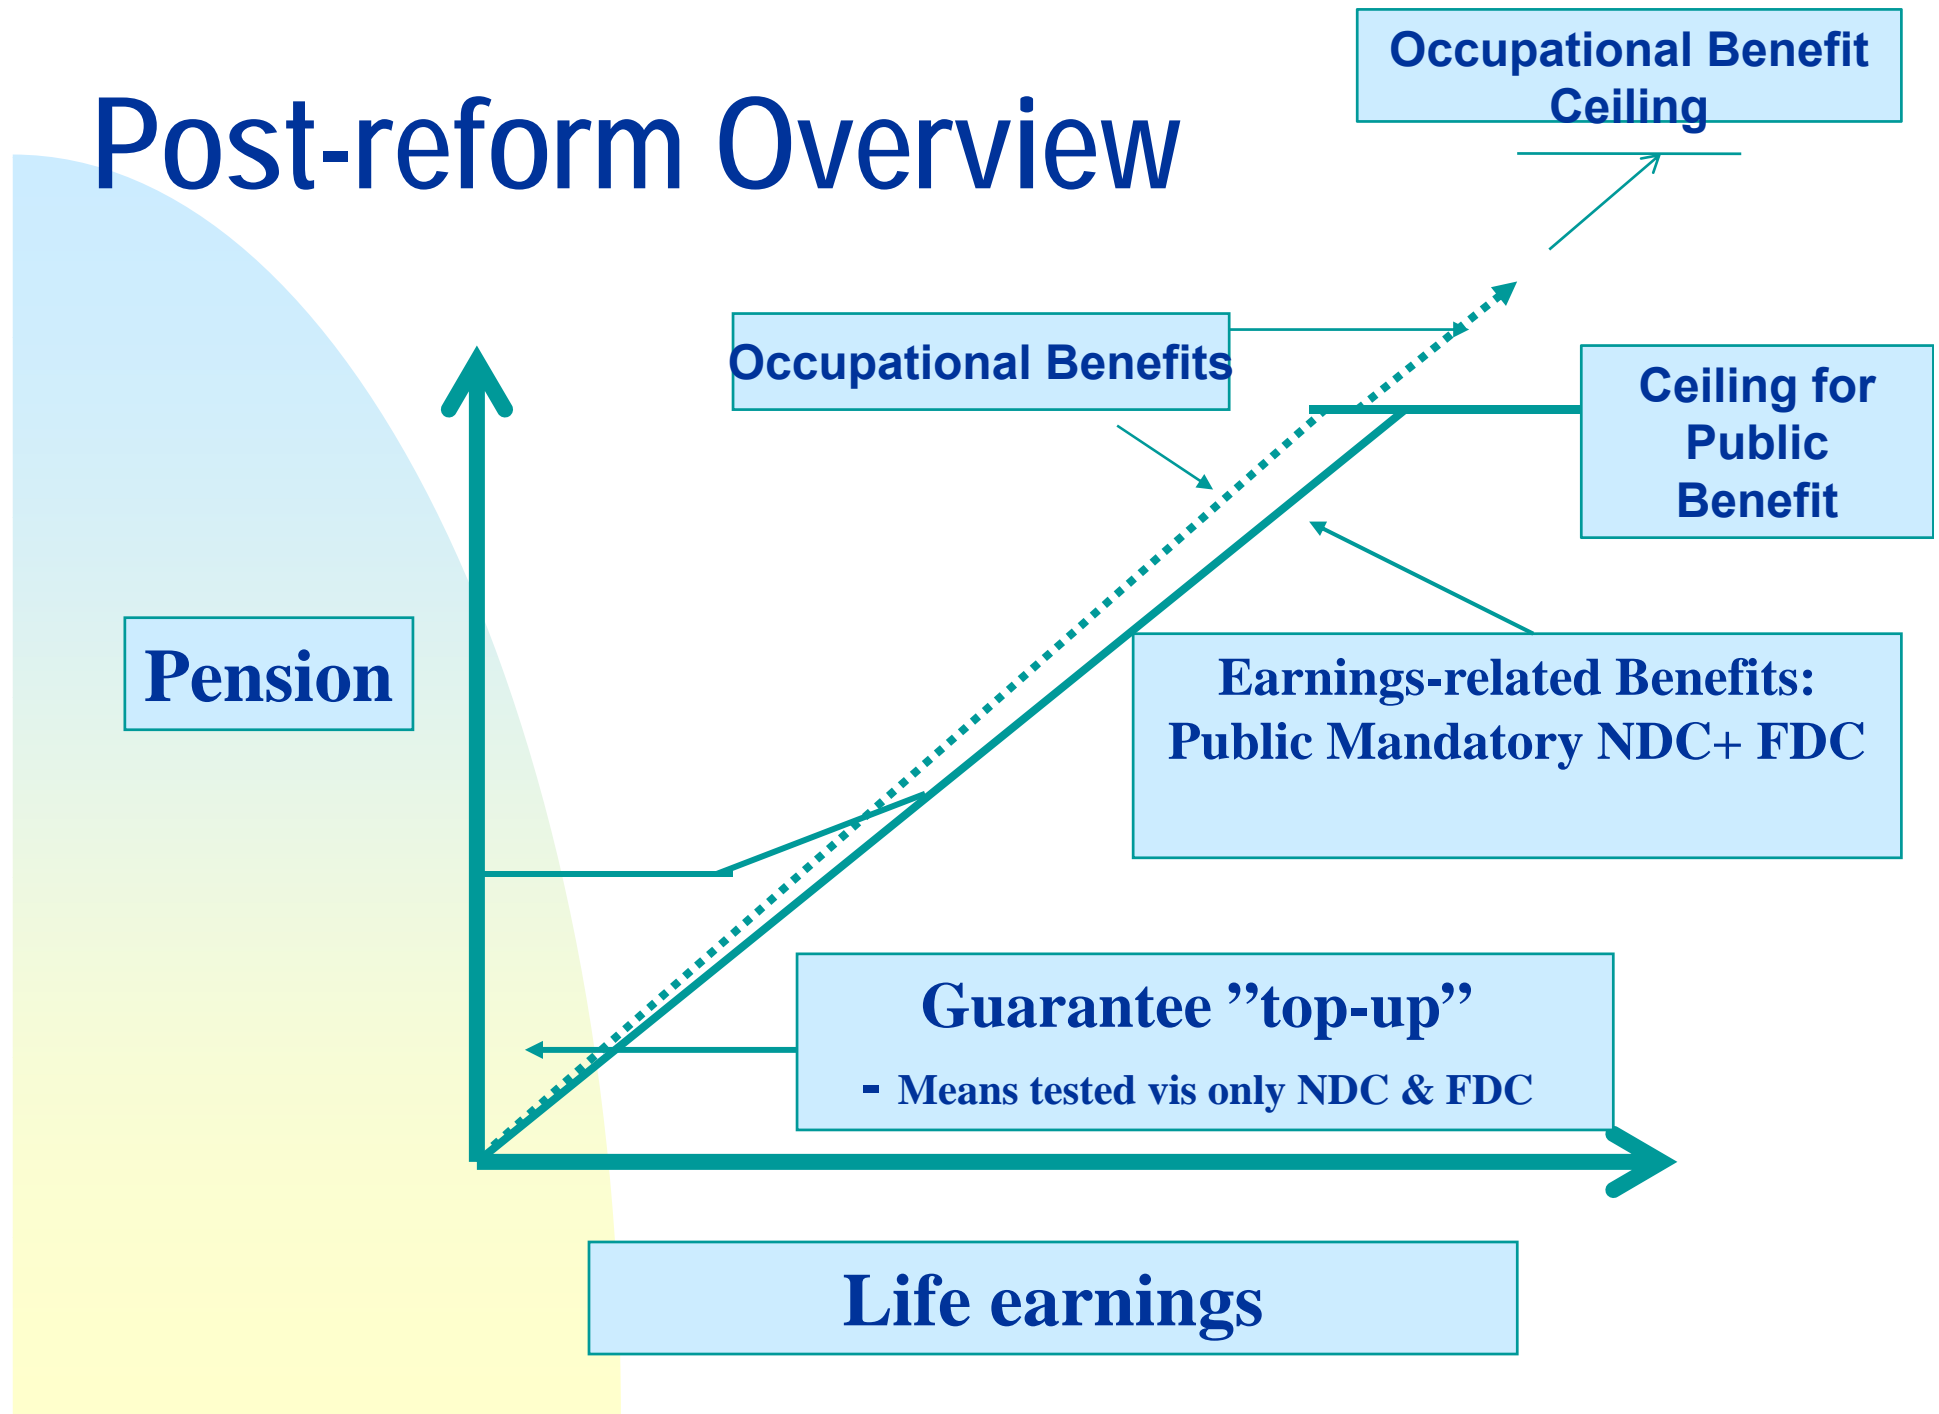 Occupational Benefit
Ceiling
Post-reform Overview
Occupational Benefits
Ceiling for
Public
Benefit
Pension
Earnings-related Benefits:
Public Mandatory NDC+ FDC
Guarantee ”top-up”
- Means tested vis only NDC & FDC
Life earnings